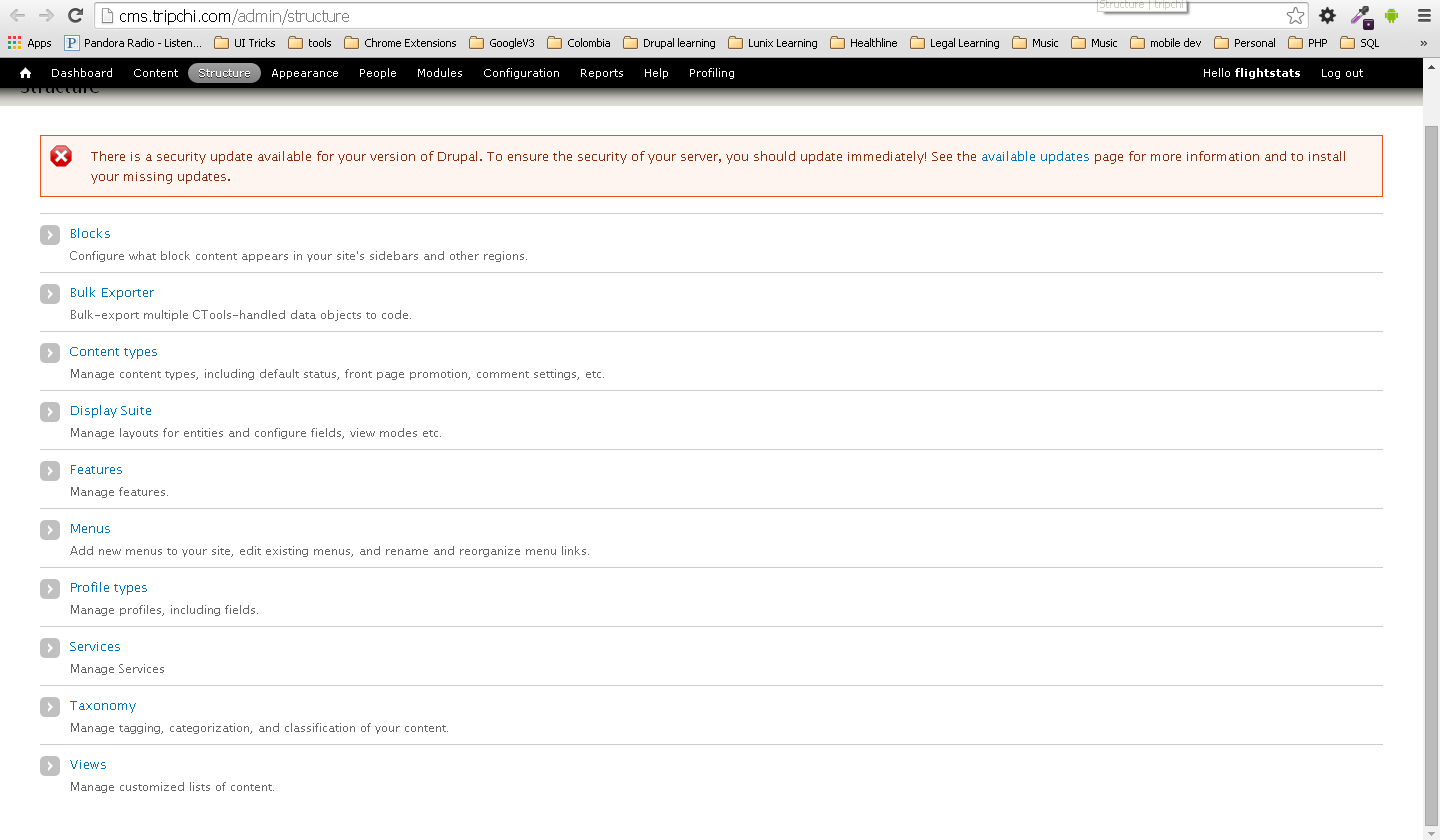 Structure | tripchi
cms.tripchi.com/admin/structure
Apps Pandora Radio - Listen... UI Tricks tools Chrome Extensions GoogleV3 Colombia Drupal learning Lunix Learning Healthline Legal Learning Music Music mobile dev Personal PHP SQL »
Dashboard Content Structure Appearance People Modules Configuration Reports Help Profiling Hello flightstats Log out
Structure
There is a security update available for your version of Drupal. To ensure the security of your server, you should update immediately! See the available updates page for more information and to install
your missing updates.
Blocks
Configure what block content appears in your site's sidebars and other regions.
Bulk Exporter
Bulk-export multiple CTools-handled data objects to code.
Content types
Manage content types, including default status, front page promotion, comment settings, etc.
Display Suite
Manage layouts for entities and configure fields, view modes etc.
Features
Manage features.
Menus
Add new menus to your site, edit existing menus, and rename and reorganize menu links.
Profile types
Manage profiles, including fields.
Services
Manage Services
Taxonomy
Manage tagging, categorization, and classification of your content.
Views
Manage customized lists of content.